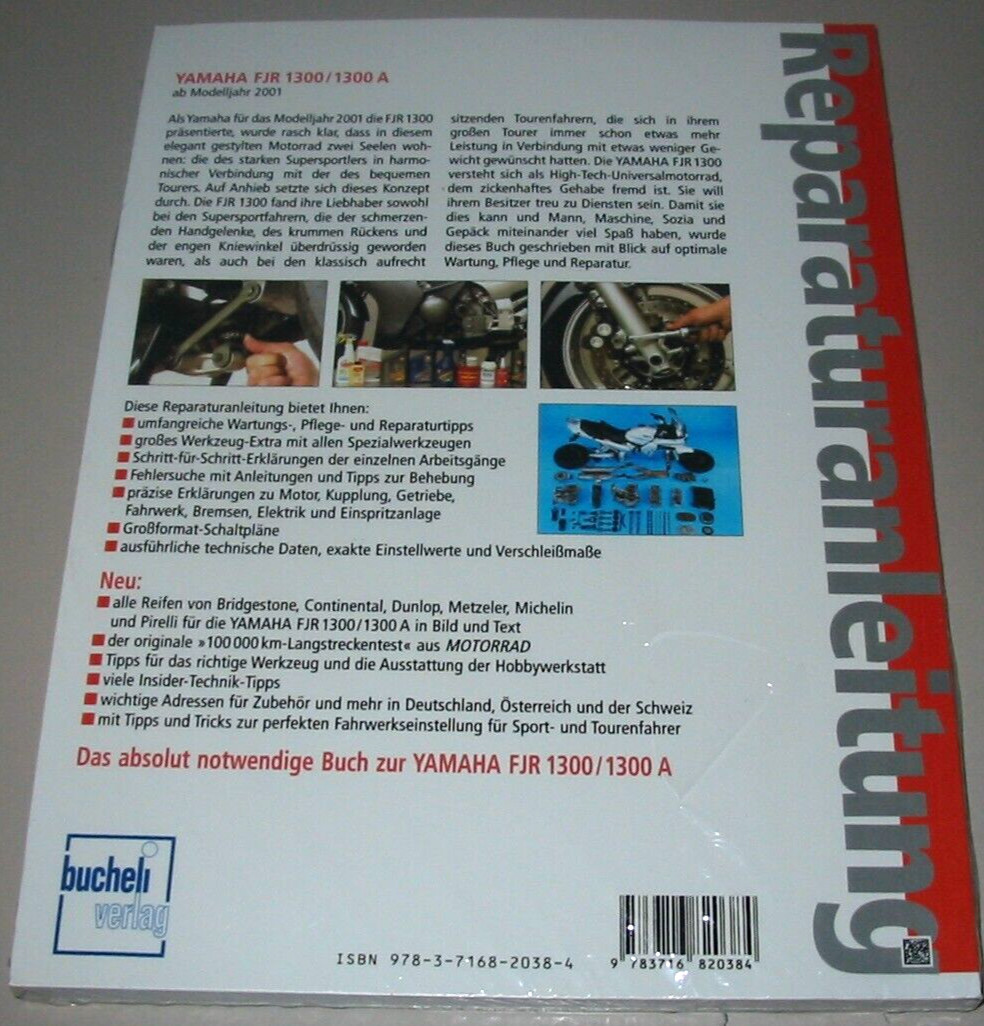 YAMAHA FJR 1300/1300 A
ab Modelljahr 2001
Als Yamaha für das Modelljahr 2001 die FJR 1300
präsentierte, wurde rasch klar, dass in diesem
elegant gestylten Motorrad zwei Seelen woh-
nen: die des starken Supersportlers in harmo-
nischer Verbindung mit der des bequemen
Tourers. Auf Anhieb setzte sich dieses Konzept
durch. Die FJR 1300 fand ihre Liebhaber sowohl
bei den Supersportfahrern, die der schmerzen-
den Handgelenke, des krummen Rückens und
der engen Kniewinkel überdrüssig geworden
waren, als auch bei den klassisch aufrecht
sitzenden Tourenfahrern, die sich in ihrem
großen Tourer immer schon etwas mehr
Leistung in Verbindung mit etwas weniger Ge-
wicht gewünscht hatten. Die YAMAHA FJR 1300
versteht sich als High-Tech-Universalmotorrad,
dem zickenhaftes Gehabe fremd ist. Sie will
ihrem Besitzer treu zu Diensten sein. Damit sie
dies kann und Mann, Maschine, Sozia und
Gepäck miteinander viel Spaß haben, wurde
dieses Buch geschrieben mit Blick auf optimale
Wartung, Pflege und Reparatur.
Diese Reparaturanleitung bietet Ihnen:
umfangreiche Wartungs-, Pflege- und Reparaturtipps
großes Werkzeug-Extra mit allen Spezialwerkzeugen
Schritt-für-Schritt-Erklärungen der einzelnen Arbeitsgänge
Fehlersuche mit Anleitungen und Tipps zur Behebung
präzise Erklärungen zu Motor, Kupplung, Getriebe,
Fahrwerk, Bremsen, Elektrik und Einspritzanlage
Großformat-Schaltpläne
ausführliche technische Daten, exakte Einstellwerte und Verschleißmaße
Neu:
alle Reifen von Bridgestone, Continental, Dunlop, Metzeler, Michelin
und Pirelli für die YAMAHA FJR 1300/1300 A in Bild und Text
der originale »100 000 km-Langstreckentest« aus MOTORRAD
Tipps für das richtige Werkzeug und die Ausstattung der Hobbywerkstatt
viele Insider-Technik-Tipps
wichtige Adressen für Zubehör und mehr in Deutschland, Österreich und der Schweiz
mit Tipps und Tricks zur perfekten Fahrwerkseinstellung für Sport- und Tourenfahrer
Das absolut notwendige Buch zur YAMAHA FJR 1300/1300 A
bucheli
verlag
ISBN 978-3-7168-2038-4
9 783716 820384
Reparaturanleitung